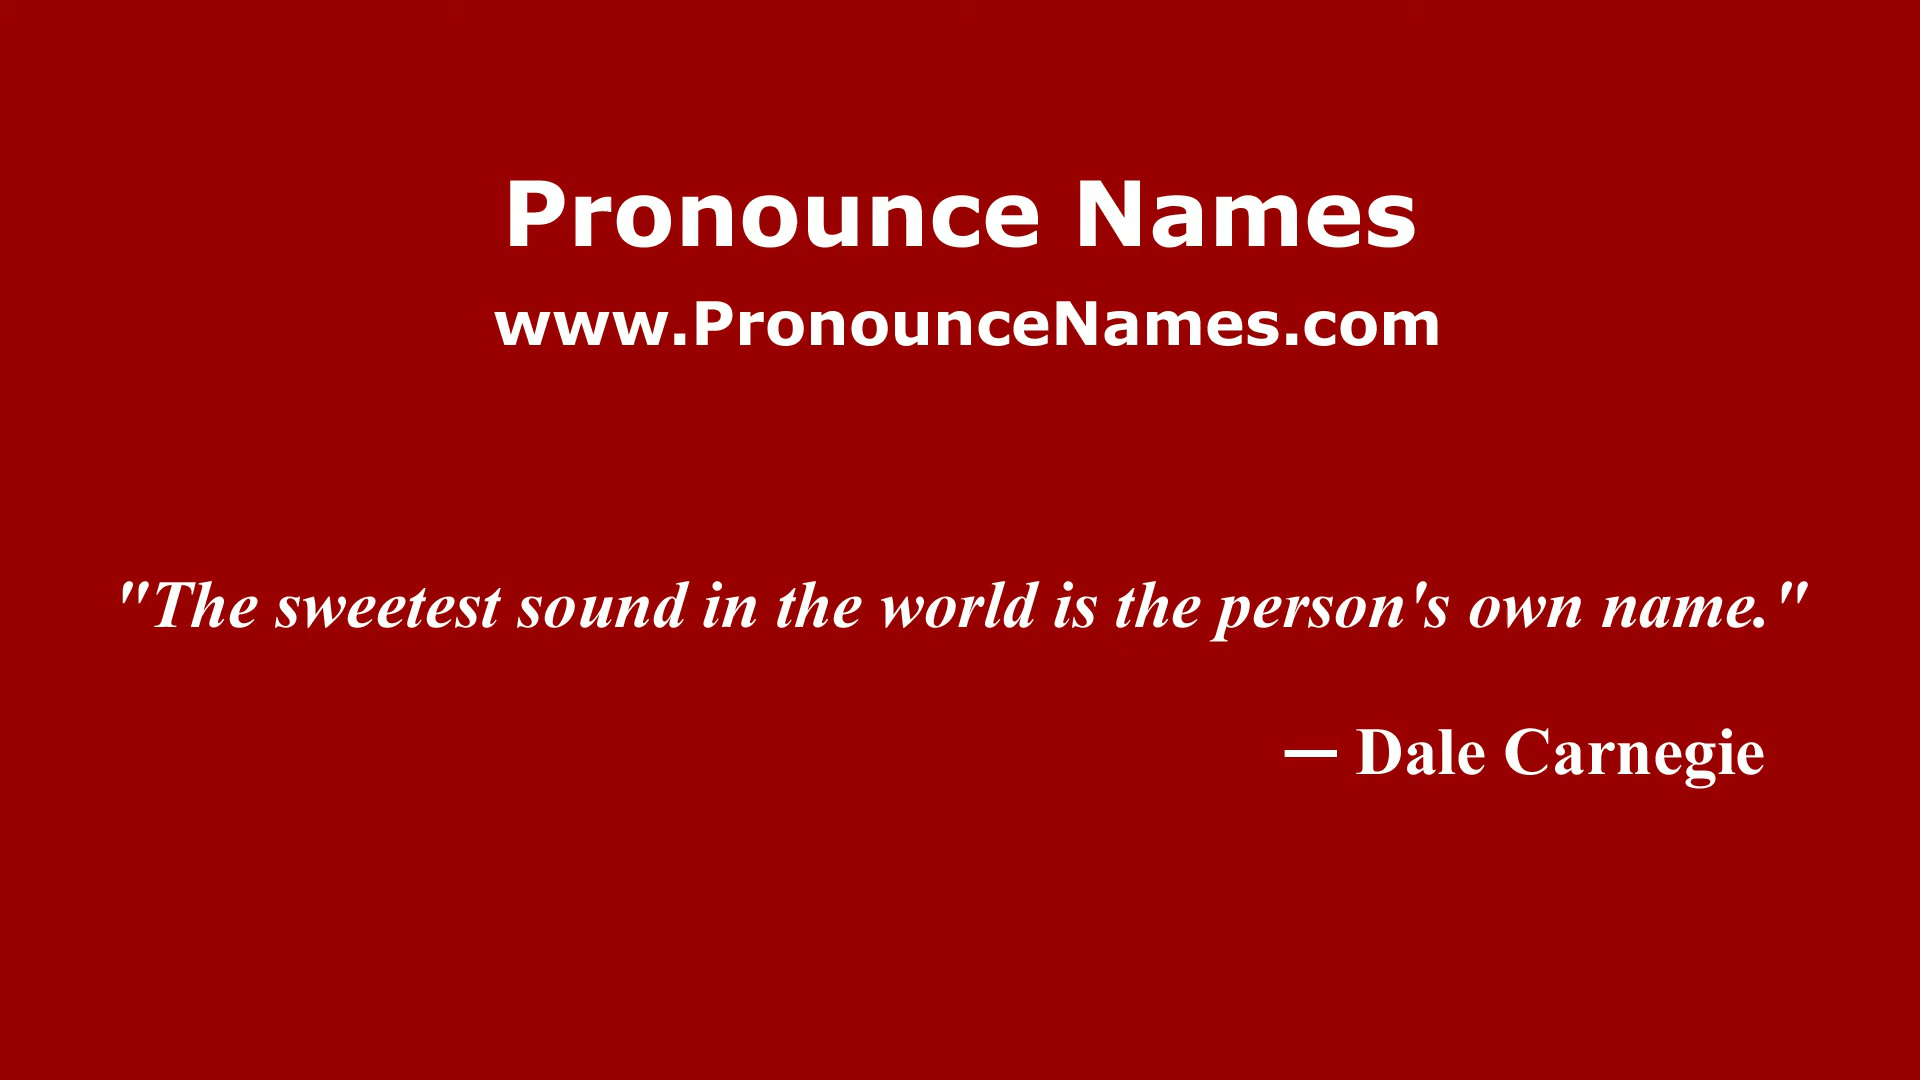 Pronounce Names
www.PronounceNames.com
"The sweetest sound in the world is the person's own name."
— Dale Carnegie